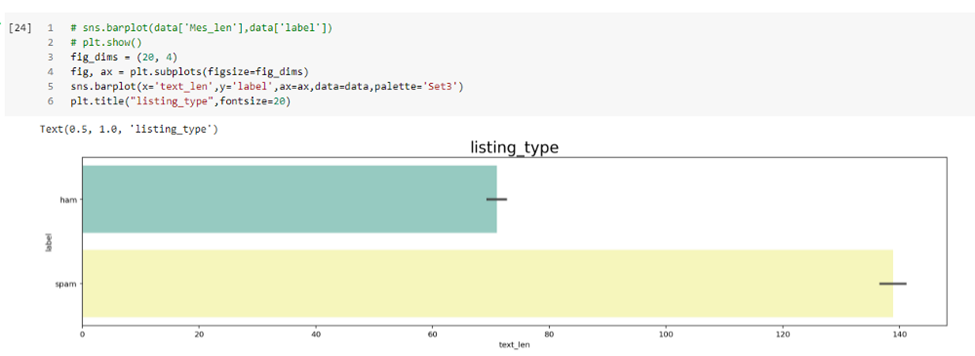 [24] 1 # sns.barplot(data['Mes_len'],data['label'])
2 # plt.show()
3 fig_dims = (20, 4)
4 fig, ax = plt.subplots(figsize=fig_dims)
5 sns.barplot(x='text_len',y='label',ax=ax,data=data,palette='Set3')
6 plt.title("listing_type",fontsize=20)
Text(0.5, 1.0, 'listing_type')
listing_type
ham
label
spam
0 20 40 60 80 100 120 140
text_len